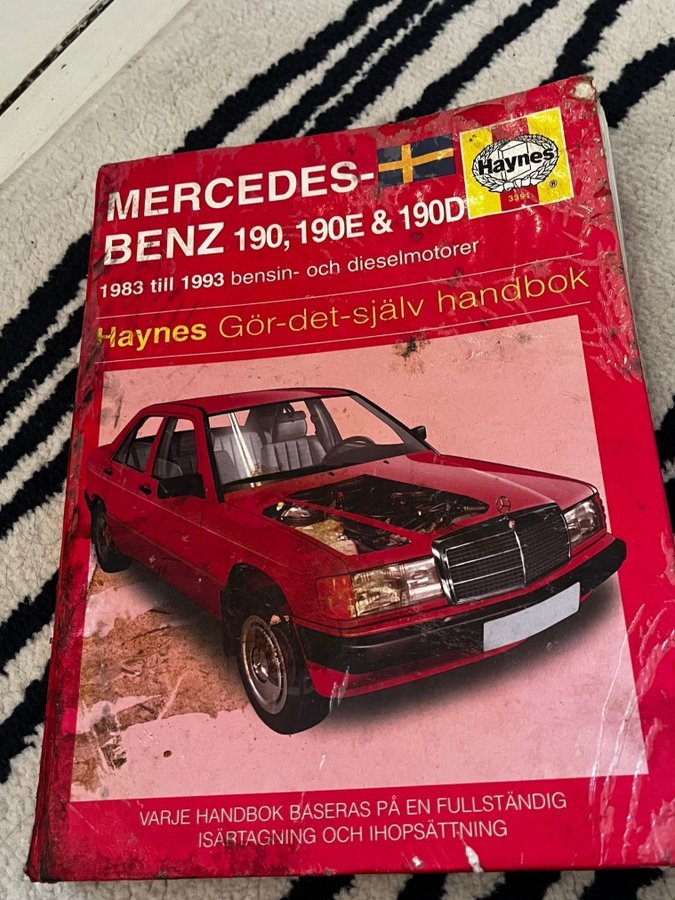 MERCEDES-
BENZ 190, 190E & 190D
Haynes
3391
®
1983 till 1993 bensin- och dieselmotorer
Haynes Gör-det-själv handbok
VARJE HANDBOK BASERAS PÅ EN FULLSTÄNDIG
ISÄRTAGNING OCH IHOPSÄTTNING